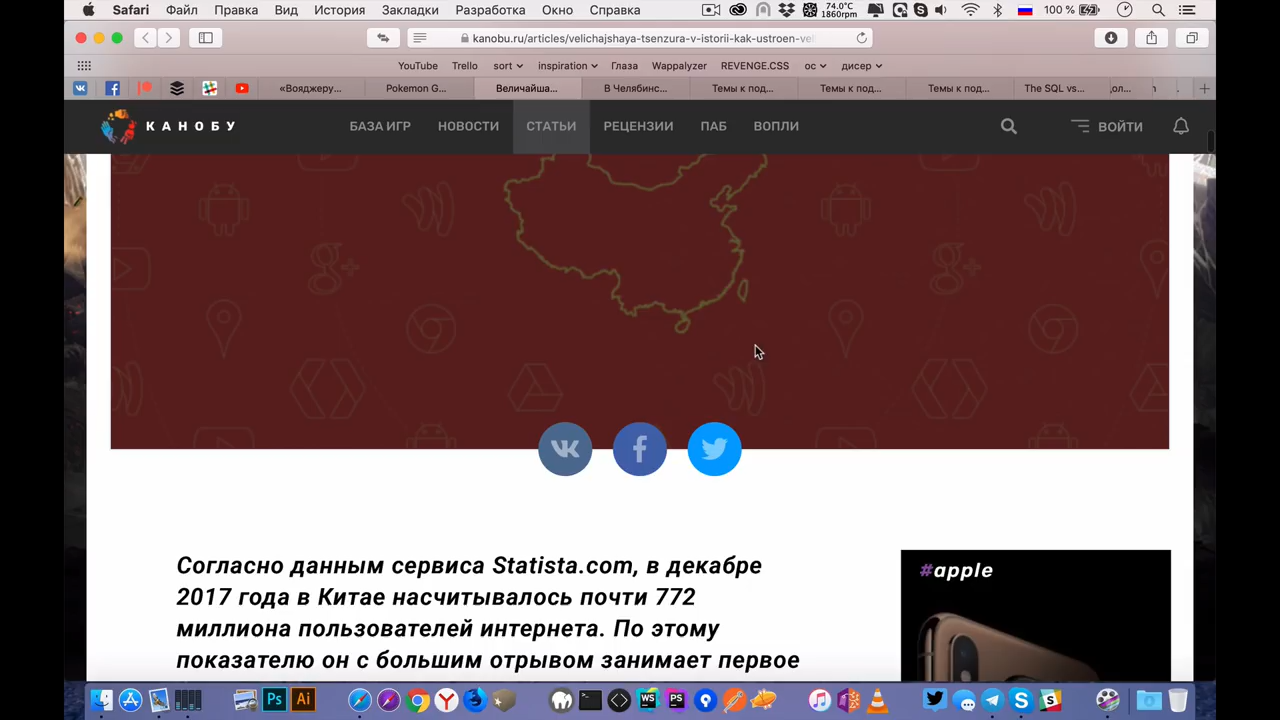 Safari Файл Правка Вид История Закладки Разработка Окно Справка 74.0°C 1860rpm 100 %
kanobu.ru/articles/velichajshaya-tsenzura-v-istorii-kak-ustroen-vel
YouTube Trello sort inspiration Глаза Wappalyzer REVENGE.CSS ос дисер
«Вояджеру... Pokemon G... Величайша... В Челябинс... Темы к под... Темы к под... Темы к под... The SQL vs...
КАНОБУ БАЗА ИГР НОВОСТИ СТАТЬИ РЕЦЕНЗИИ ПАБ ВОПЛИ ВОЙТИ
Согласно данным сервиса Statista.com, в декабре
2017 года в Китае насчитывалось почти 772
миллиона пользователей интернета. По этому
показателю он с большим отрывом занимает первое
#apple
Ps Ai WS PS